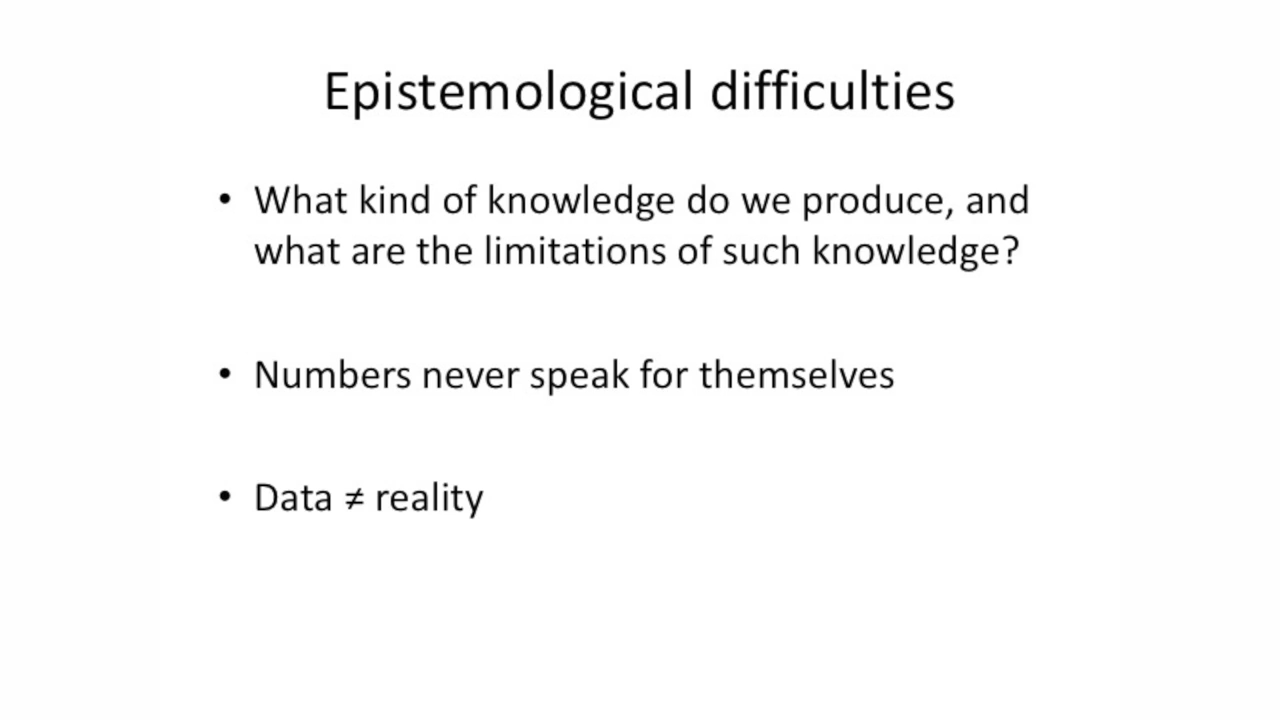 Epistemological difficulties
• What kind of knowledge do we produce, and
what are the limitations of such knowledge?
• Numbers never speak for themselves
• Data ≠ reality